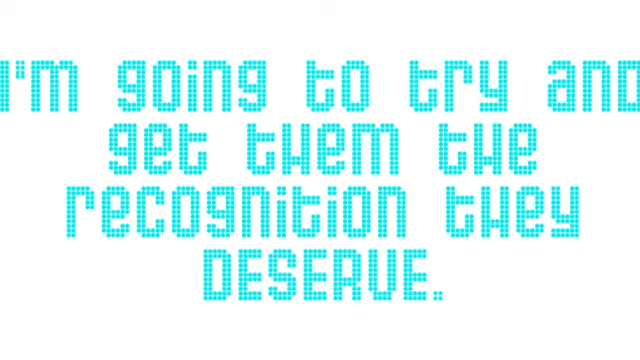 I'm going to try and
get them the
recognition they
DESERVE.